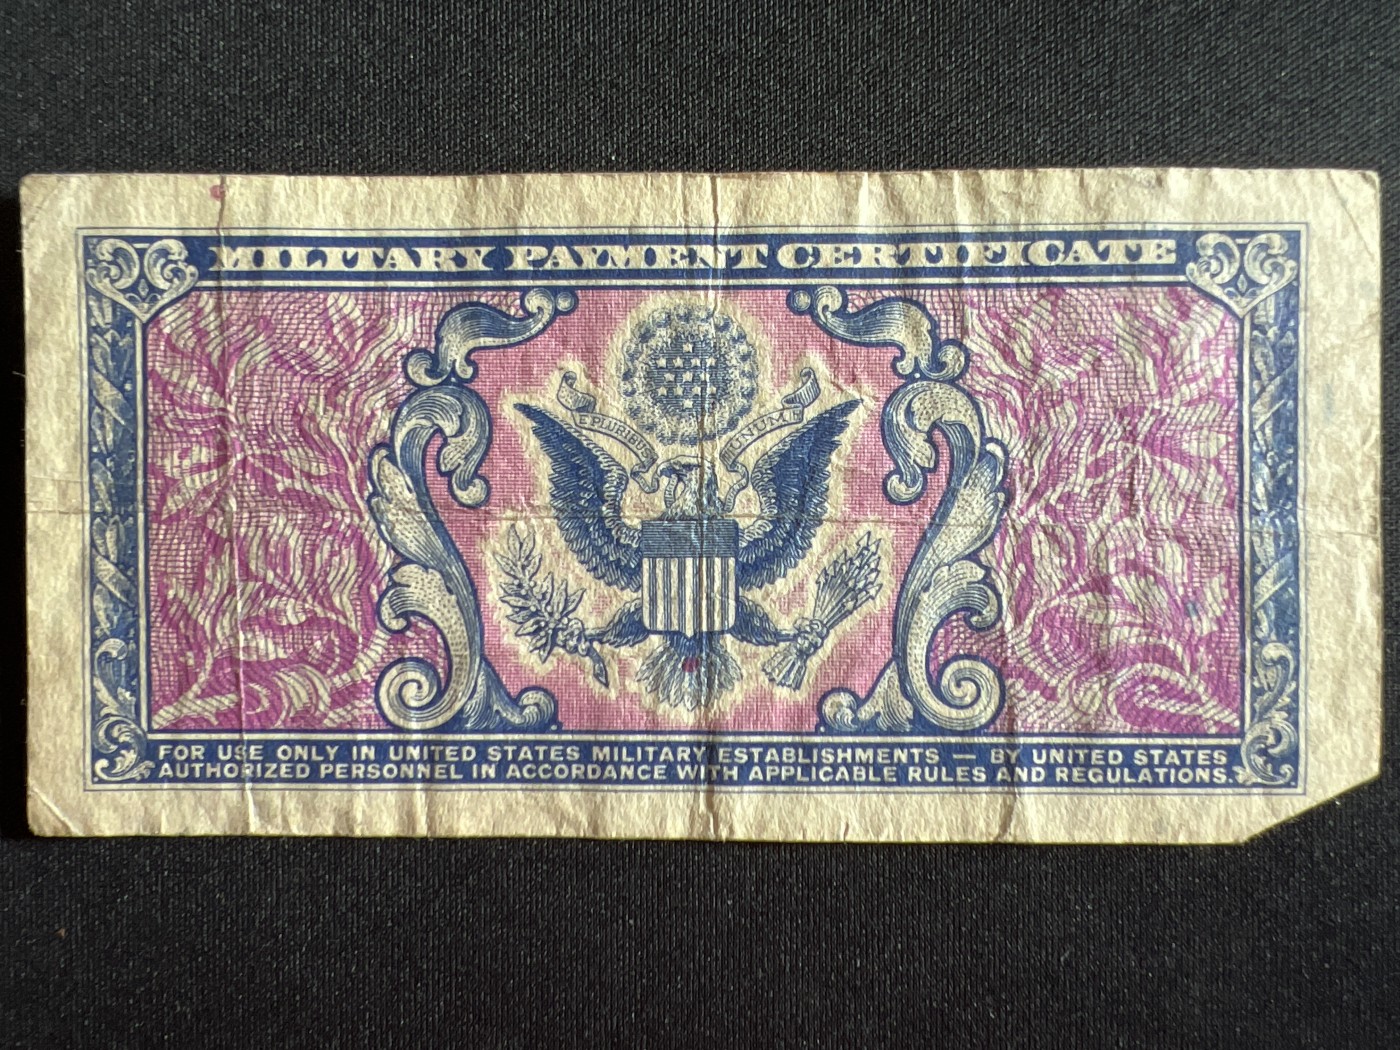 MILITARY PAYMENT CERTIFICATE
E PLURIBUS UNUM
FOR USE ONLY IN UNITED STATES MILITARY ESTABLISHMENTS — BY UNITED STATES
AUTHORIZED PERSONNEL IN ACCORDANCE WITH APPLICABLE RULES AND REGULATIONS.